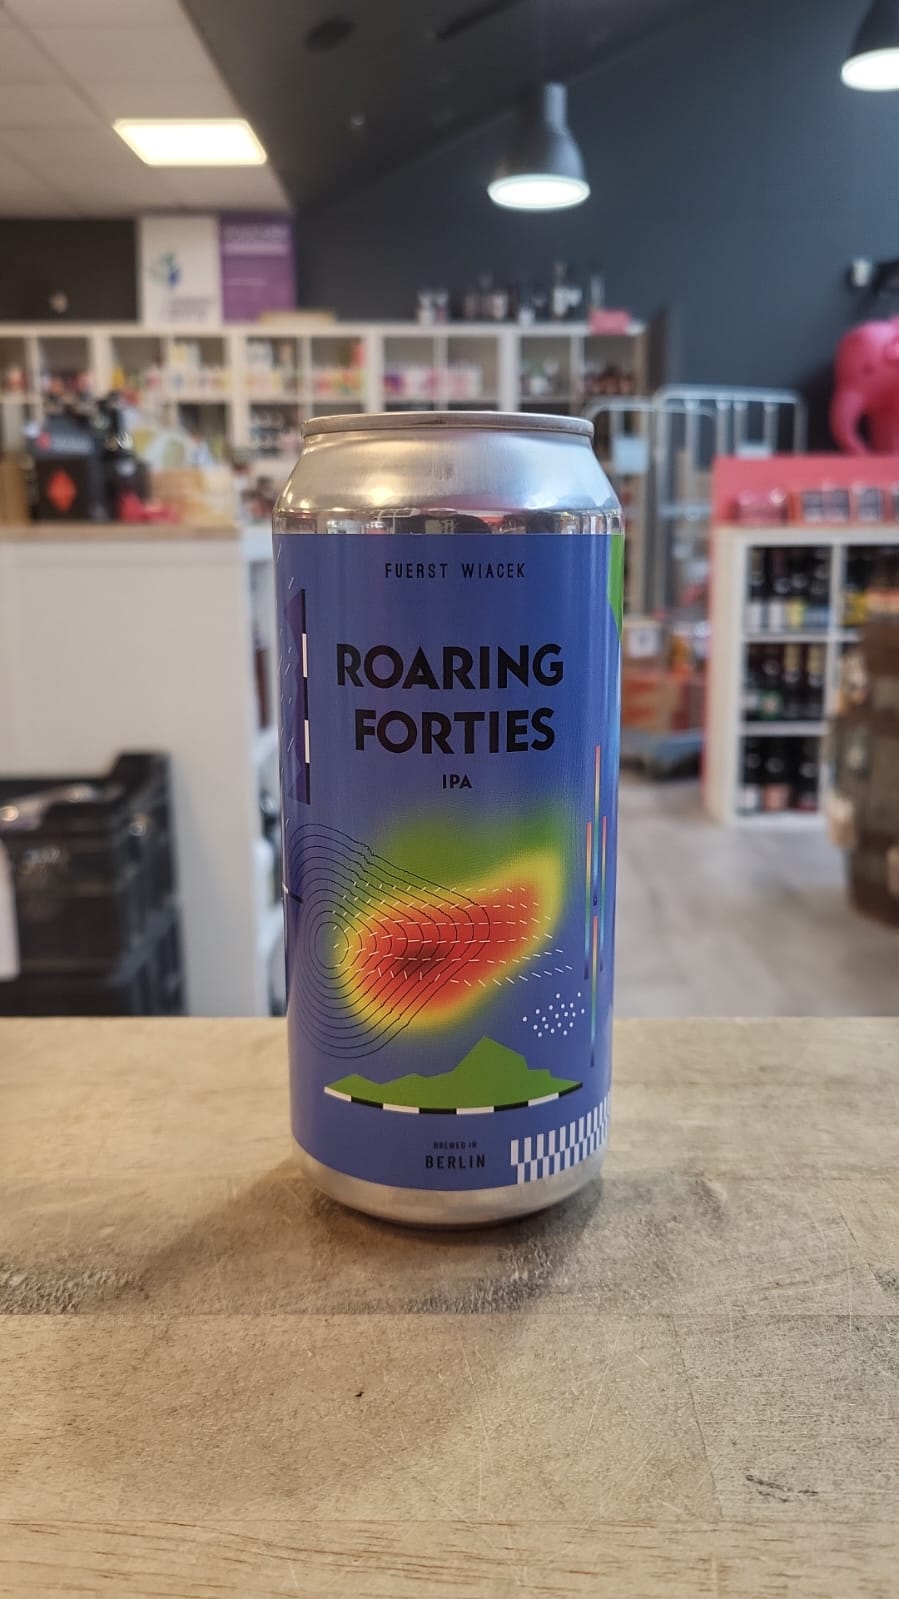 FUERST WIACEK
ROARING
FORTIES
IPA
BREWED IN
BERLIN